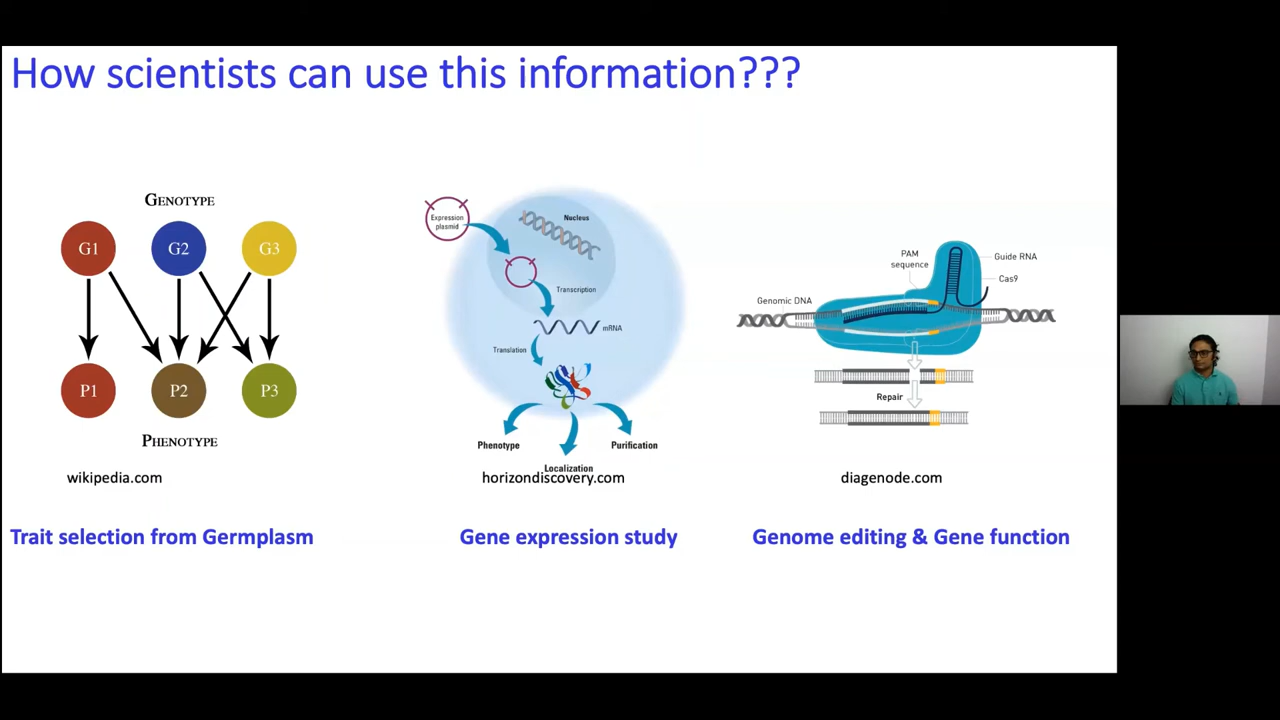 How scientists can use this information???
GENOTYPE
G1 G2 G3
P1 P2 P3
PHENOTYPE
wikipedia.com
Trait selection from Germplasm
Expression
plasmid
Nucleus
Transcription
mRNA
Translation
Phenotype
Localization
Purification
horizondiscovery.com
Gene expression study
PAM
sequence
Guide RNA
Cas9
Genomic DNA
Repair
diagenode.com
Genome editing & Gene function